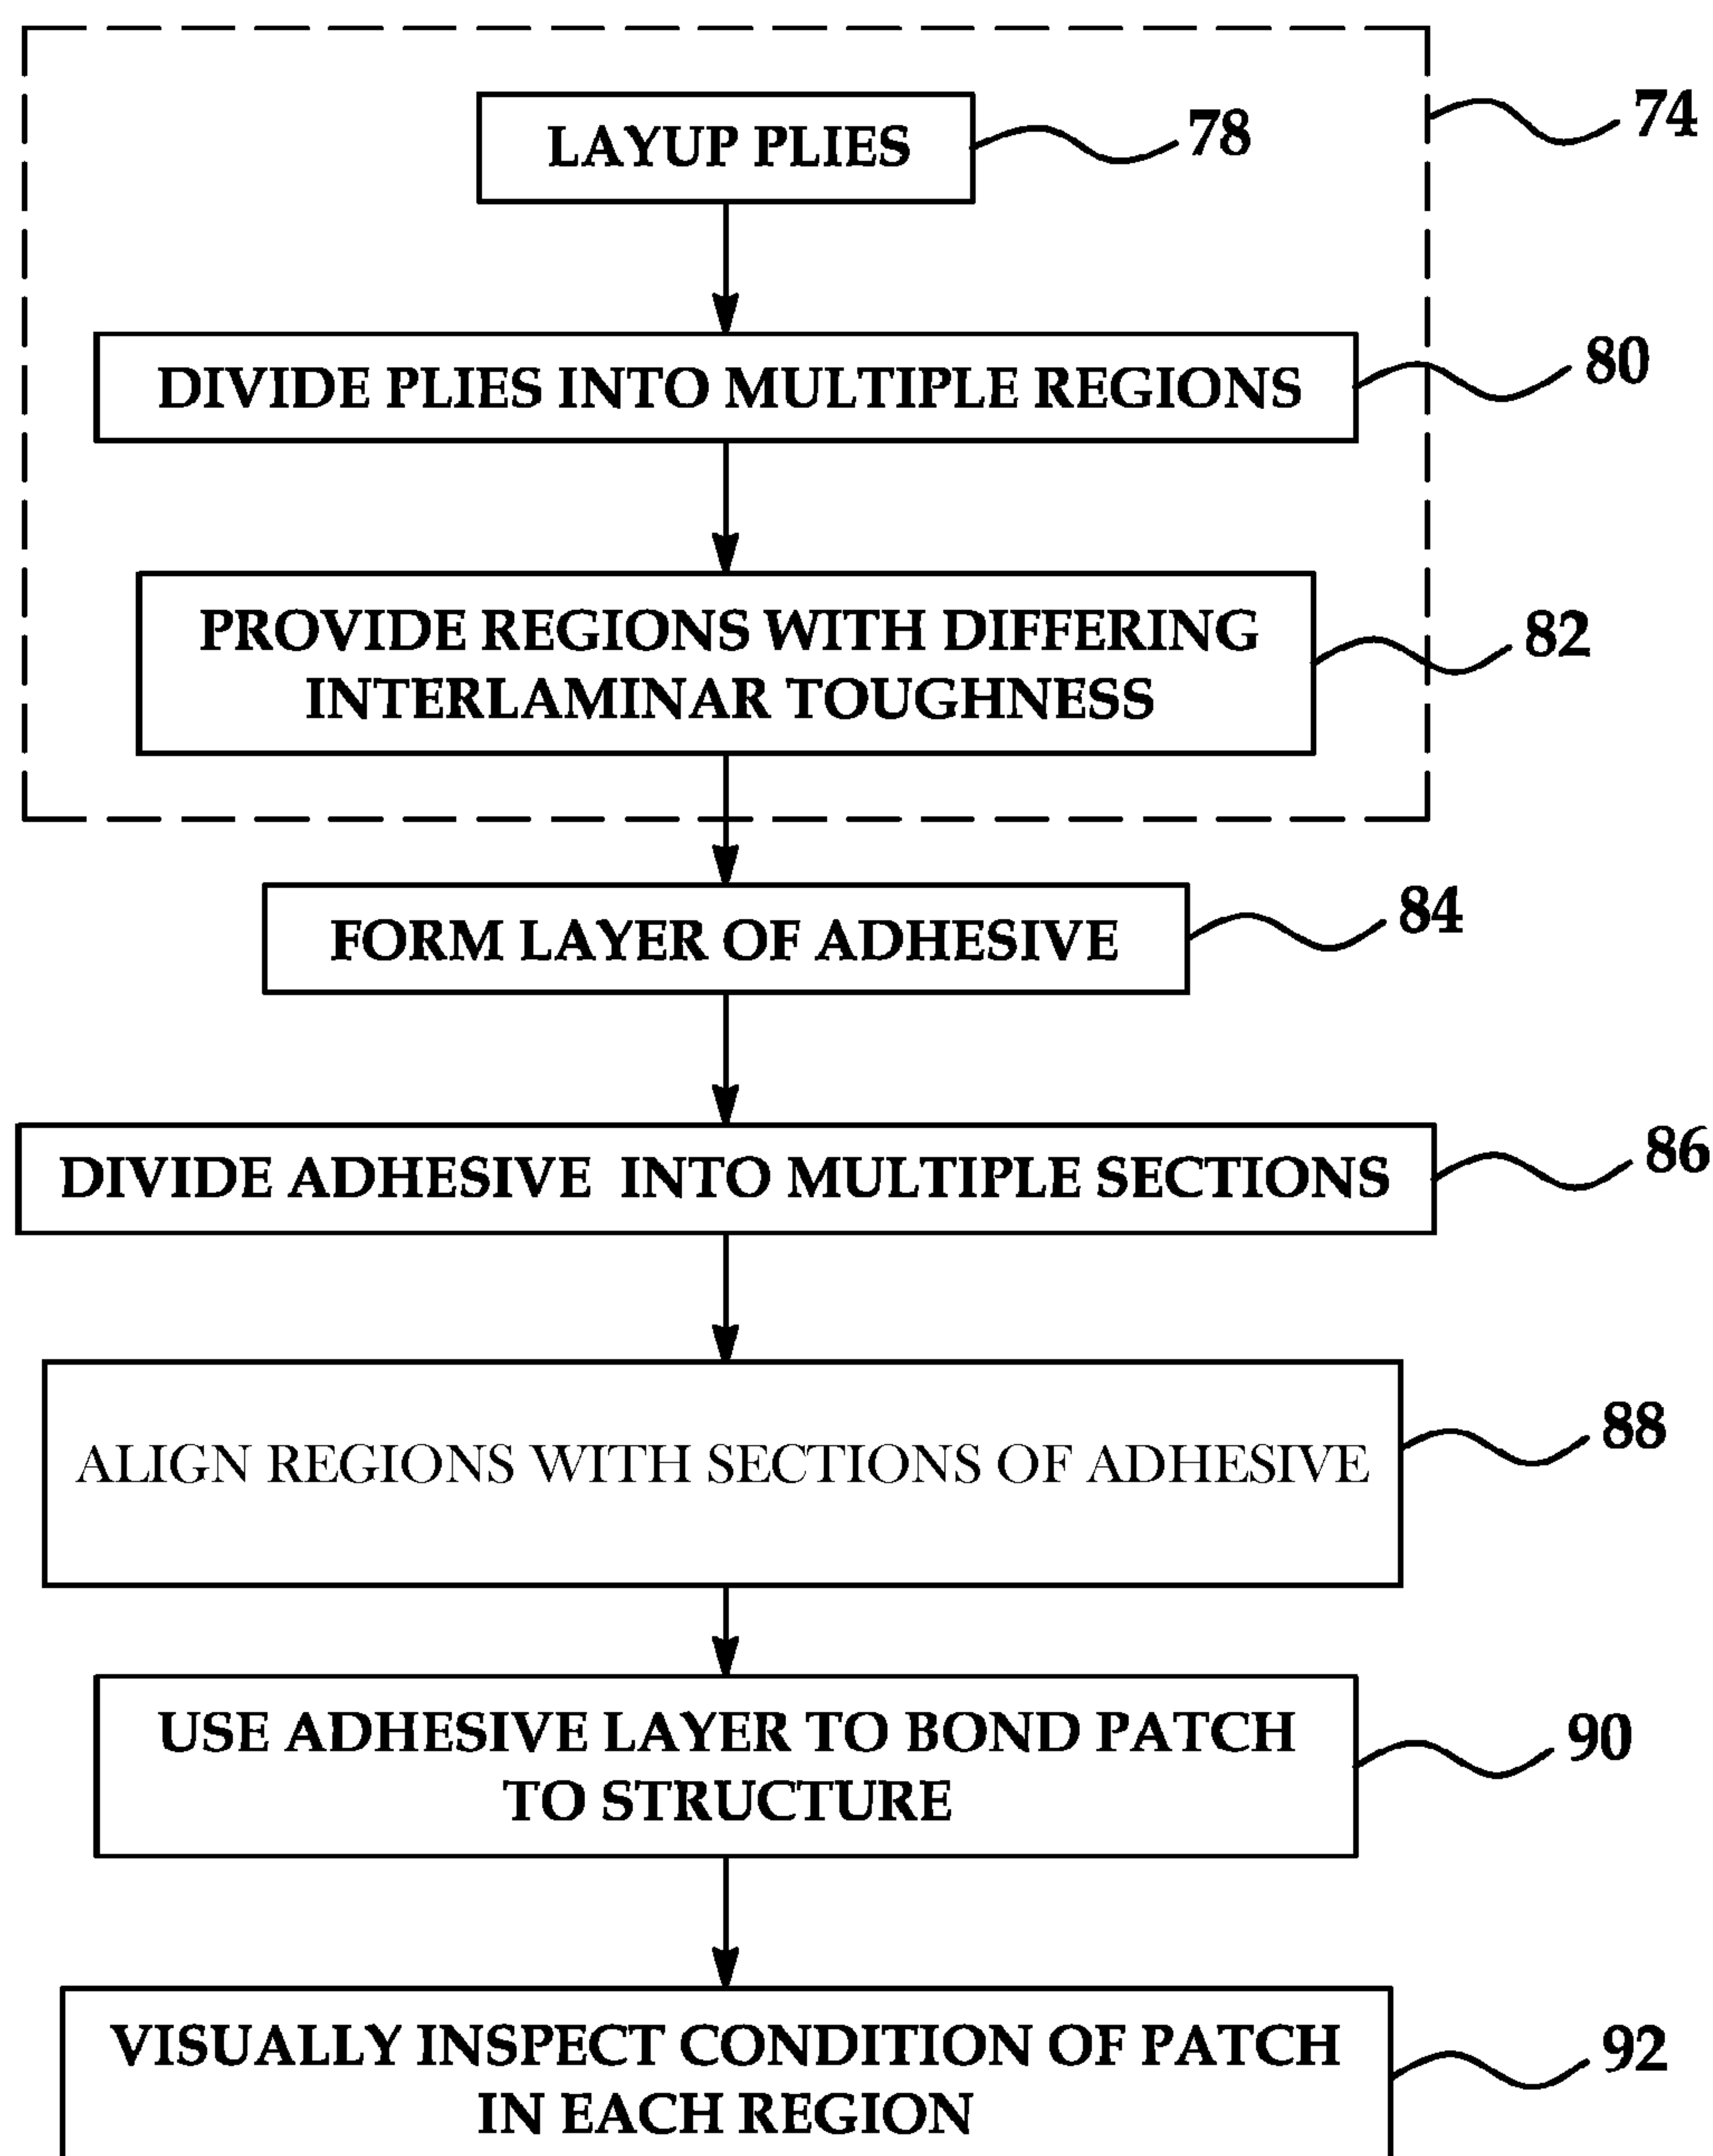 74
LAYUP PLIES
78
DIVIDE PLIES INTO MULTIPLE REGIONS
80
PROVIDE REGIONS WITH DIFFERING
INTERLAMINAR TOUGHNESS
82
FORM LAYER OF ADHESIVE
84
DIVIDE ADHESIVE INTO MULTIPLE SECTIONS
86
ALIGN REGIONS WITH SECTIONS OF ADHESIVE
88
USE ADHESIVE LAYER TO BOND PATCH
TO STRUCTURE
90
VISUALLY INSPECT CONDITION OF PATCH
IN EACH REGION
92